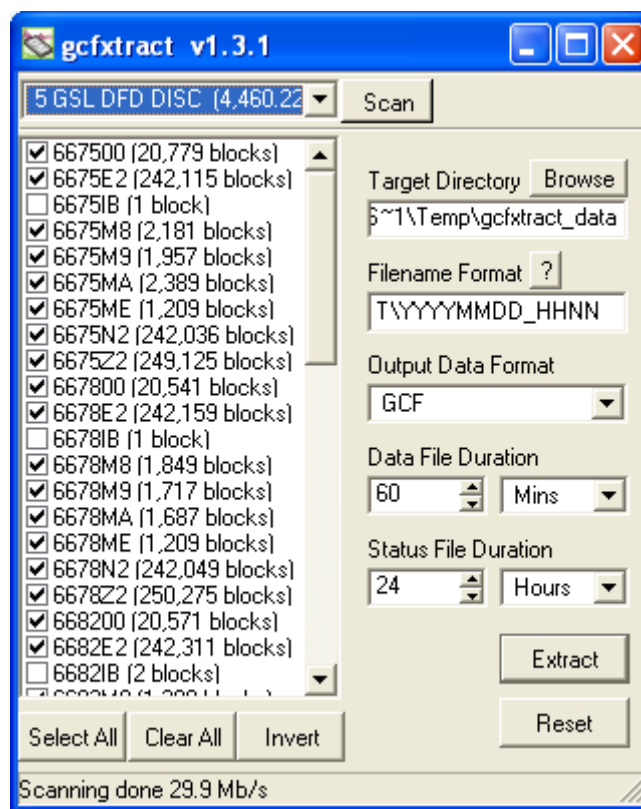 gcfxtract v1.3.1
5 GSL DFD DISC (4,460.22
Scan
667500 (20,779 blocks)
6675E2 (242,115 blocks)
6675IB (1 block)
6675M8 (2,181 blocks)
6675M9 (1,957 blocks)
6675MA (2,389 blocks)
6675ME (1,209 blocks)
6675N2 (242,036 blocks)
6675Z2 (249,125 blocks)
667800 (20,541 blocks)
6678E2 (242,159 blocks)
6678IB (1 block)
6678M8 (1,849 blocks)
6678M9 (1,717 blocks)
6678MA (1,687 blocks)
6678ME (1,209 blocks)
6678N2 (242,049 blocks)
6678Z2 (250,275 blocks)
668200 (20,571 blocks)
6682E2 (242,311 blocks)
6682IB (2 blocks)
Select All
Clear All
Invert
Target Directory
Browse
~1\Temp\gcfxtract_data
Filename Format
?
T\YYYYMMDD_HHNN
Output Data Format
GCF
Data File Duration
60
Mins
Status File Duration
24
Hours
Extract
Reset
Scanning done 29.9 Mb/s